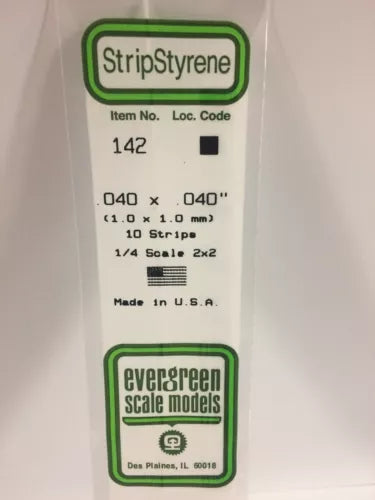 StripStyrene
Item No. Loc. Code
142
.040 x .040"
(1.0 x 1.0 mm)
10 Strips
1/4 Scale 2x2
Made in U.S.A.
evergreen
scale models
Des Plaines, IL 60018